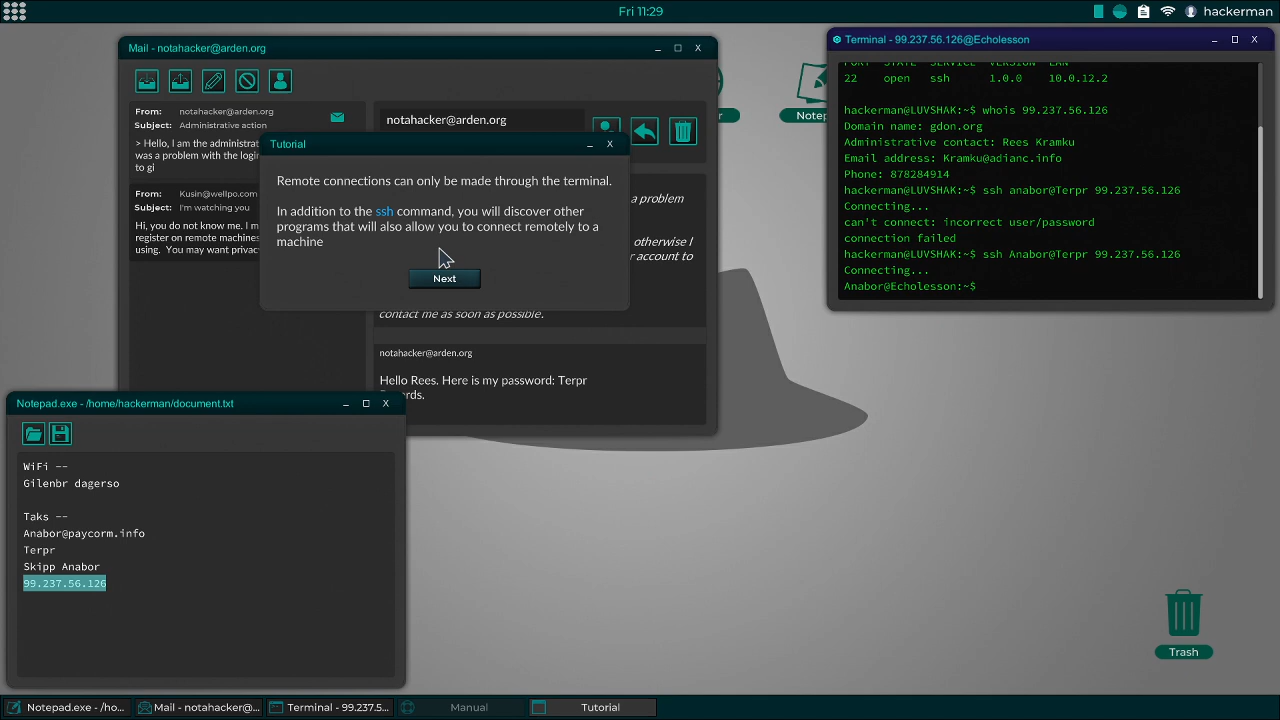 Fri 11:29
hackerman
Mail - notahacker@arden.org
From: notahacker@arden.org
Subject: Administrative action
> Hello, I am the administrat
was a problem with the login
to gi
Kusin@wellpo.com
Subject: I'm watching you
Hi, you do not know me. I m
register on remote machines
using. You may want privac
notahacker@arden.org
a problem
otherwise I
r account to
contact me as soon as possible.
notahacker@arden.org
Hello Rees. Here is my password: Terpr
rds.
Tutorial
Remote connections can only be made through the terminal.
In addition to the ssh command, you will discover other
programs that will also allow you to connect remotely to a
machine
Next
Notep
r
Terminal - 99.237.56.126@Echolesson
PORT STATE SERVICE VERSION LAN
22 open ssh 1.0.0 10.0.12.2
hackerman@LUVSHAK:~$ whois 99.237.56.126
Domain name: gdon.org
Administrative contact: Rees Kramku
Email address: Kramku@adianc.info
Phone: 878284914
hackerman@LUVSHAK:~$ ssh anabor@Terpr 99.237.56.126
Connecting...
can't connect: incorrect user/password
connection failed
hackerman@LUVSHAK:~$ ssh Anabor@Terpr 99.237.56.126
Connecting...
Anabor@Echolesson:~$
Notepad.exe - /home/hackerman/document.txt
WiFi --
Gilenbr dagerso
Taks --
Anabor@paycorm.info
Terpr
Skipp Anabor
99.237.56.126
Trash
Notepad.exe - /ho...
Mail - notahacker@...
Terminal - 99.237.5...
Manual
Tutorial